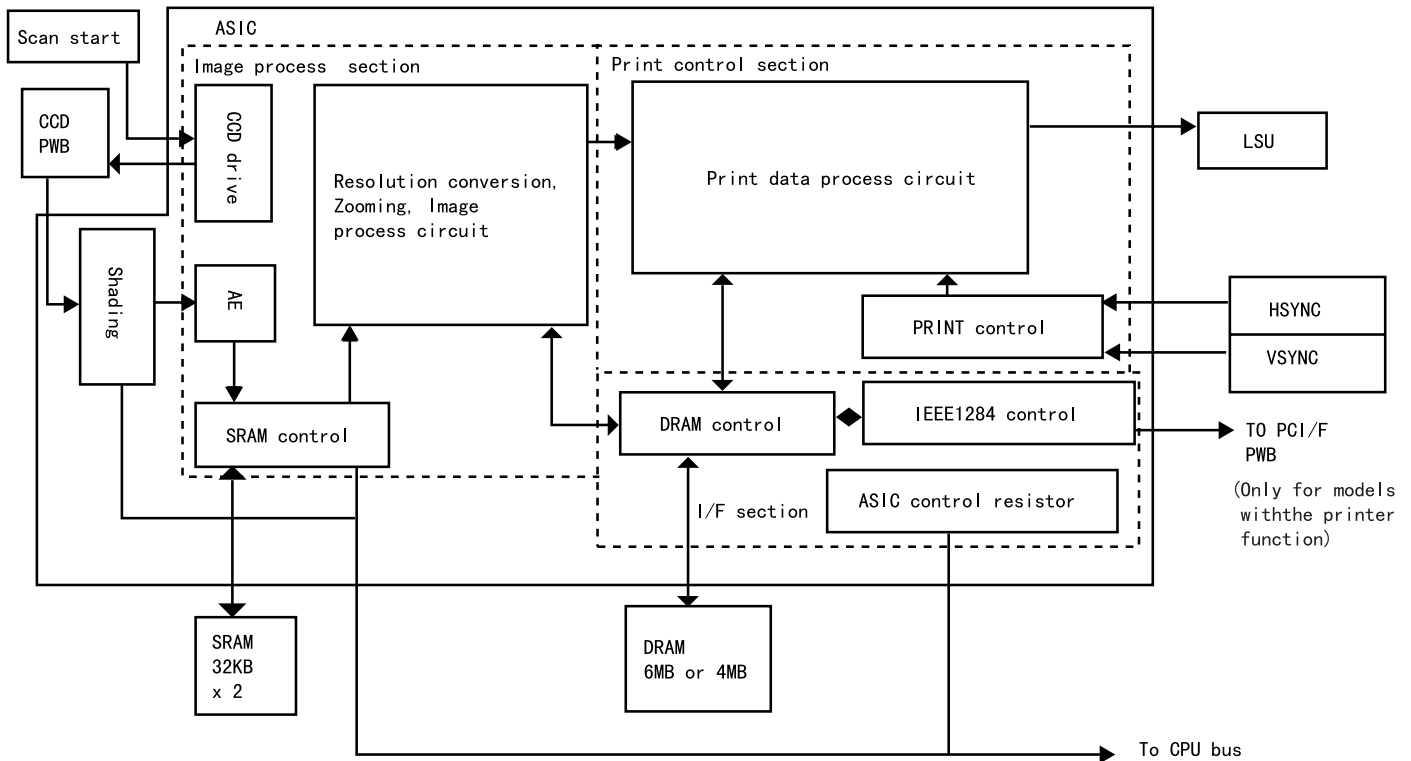 Scan start
ASIC
Image process section
Print control section
CCD
PWB
CCD drive
Resolution conversion,
Zooming, Image
process circuit
Print data process circuit
LSU
Shading
AE
PRINT control
HSYNC
VSYNC
SRAM control
DRAM control
IEEE1284 control
TO PCI/F
PWB
(Only for models
withthe printer
function)
I/F section
ASIC control resistor
SRAM
32KB
x 2
DRAM
6MB or 4MB
To CPU bus